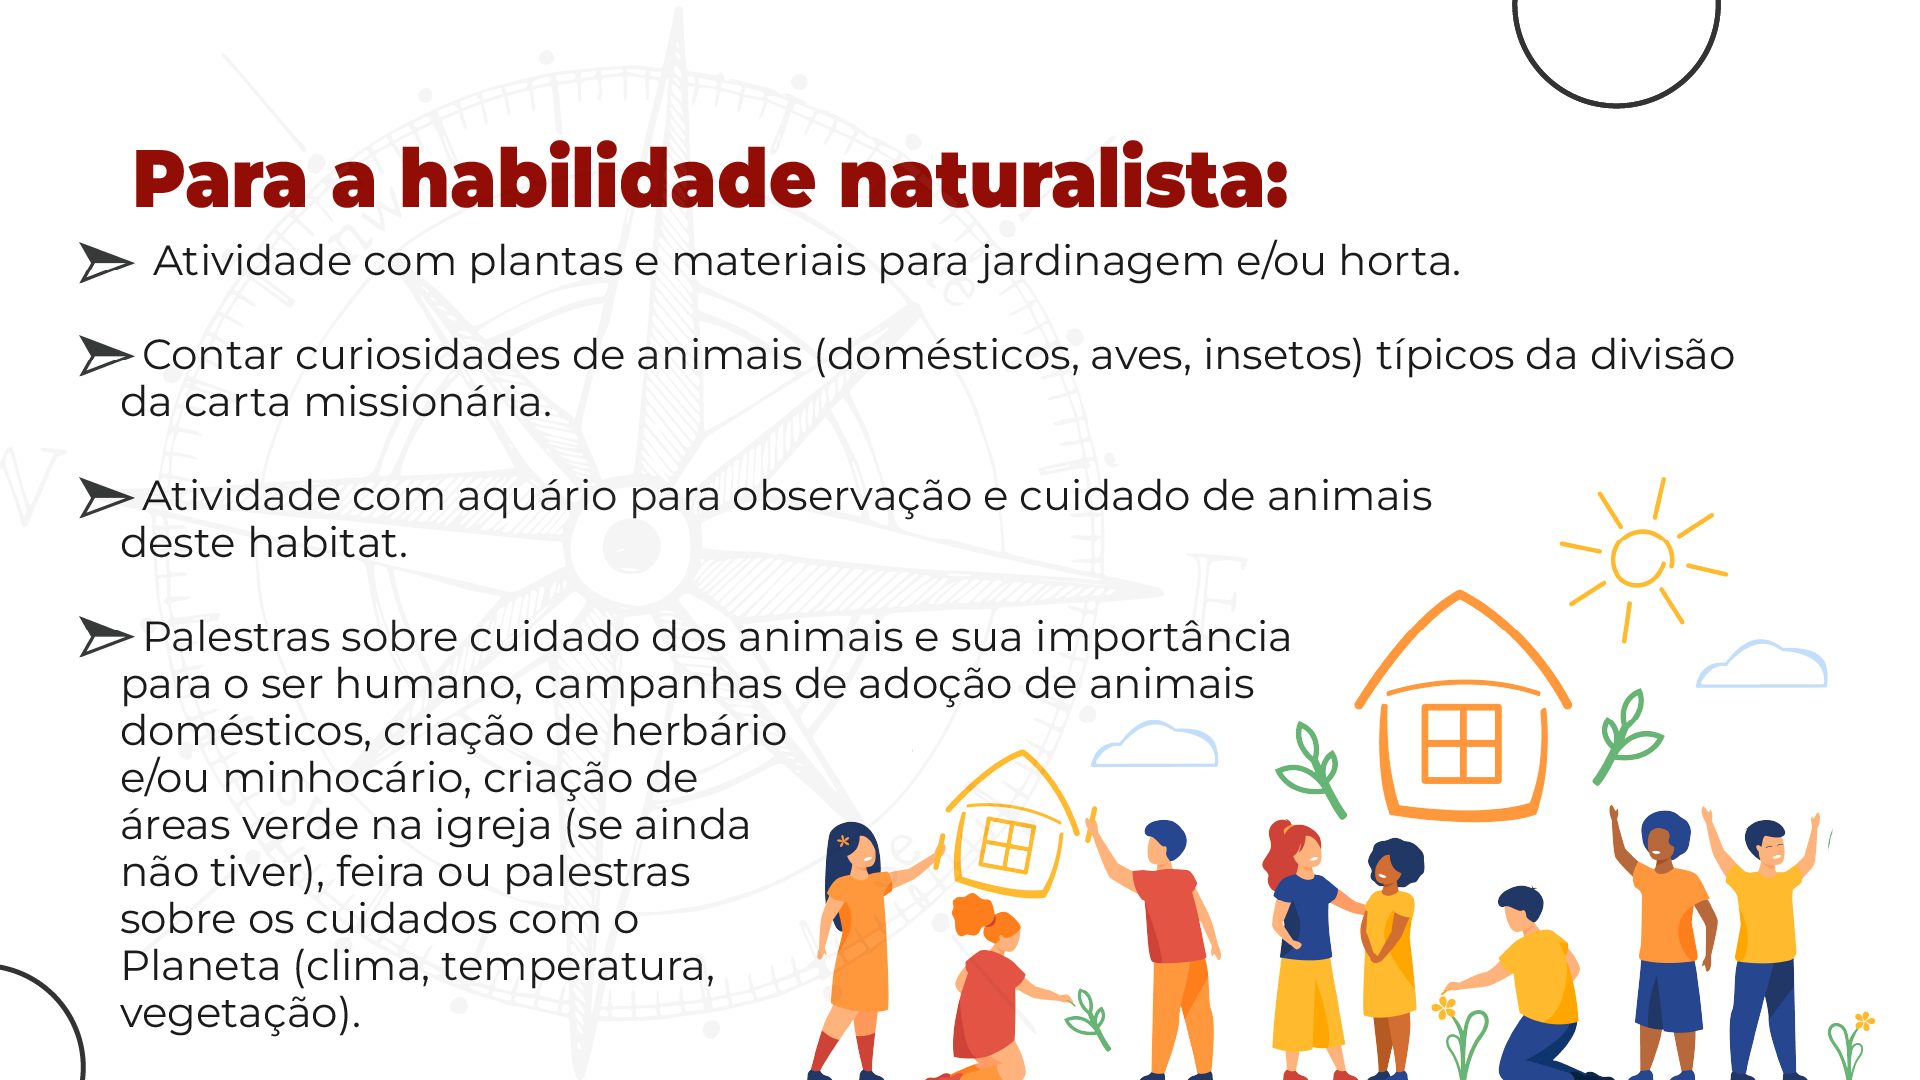 Para a habilidade naturalista:
Atividade com plantas e materiais para jardinagem e/ou horta.
Contar curiosidades de animais (domésticos, aves, insetos) típicos da divisão
da carta missionária.
Atividade com aquário para observação e cuidado de animais
deste habitat.
Palestras sobre cuidado dos animais e sua importância
para o ser humano, campanhas de adoção de animais
domésticos, criação de herbário
e/ou minhocário, criação de
áreas verde na igreja (se ainda
não tiver), feira ou palestras
sobre os cuidados com o
Planeta (clima, temperatura,
vegetação).
nw
ne
W
E